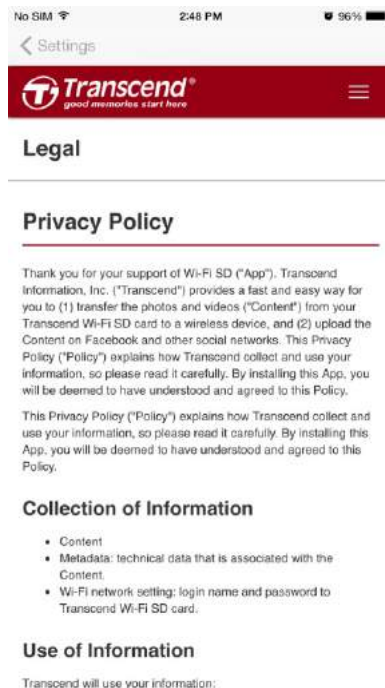 No SIM 2:48 PM 96%
Settings
Transcend®
good memories start here
Legal
Privacy Policy
Thank you for your support of Wi-Fi SD ("App"). Transcend
Information, Inc. ("Transcend") provides a fast and easy way for
you to (1) transfer the photos and videos ("Content") from your
Transcend Wi-Fi SD card to a wireless device, and (2) upload the
Content on Facebook and other social networks. This Privacy
Policy ("Policy") explains how Transcend collect and use your
information, so please read it carefully. By installing this App, you
will be deemed to have understood and agreed to this Policy.
This Privacy Policy ("Policy") explains how Transcend collect and
use your information, so please read it carefully. By installing this
App, you will be deemed to have understood and agreed to this
Policy.
Collection of Information
• Content
• Metadata: technical data that is associated with the
Content.
• Wi-Fi network setting: login name and password to
Transcend Wi-Fi SD card.
Use of Information
Transcend will use your information: